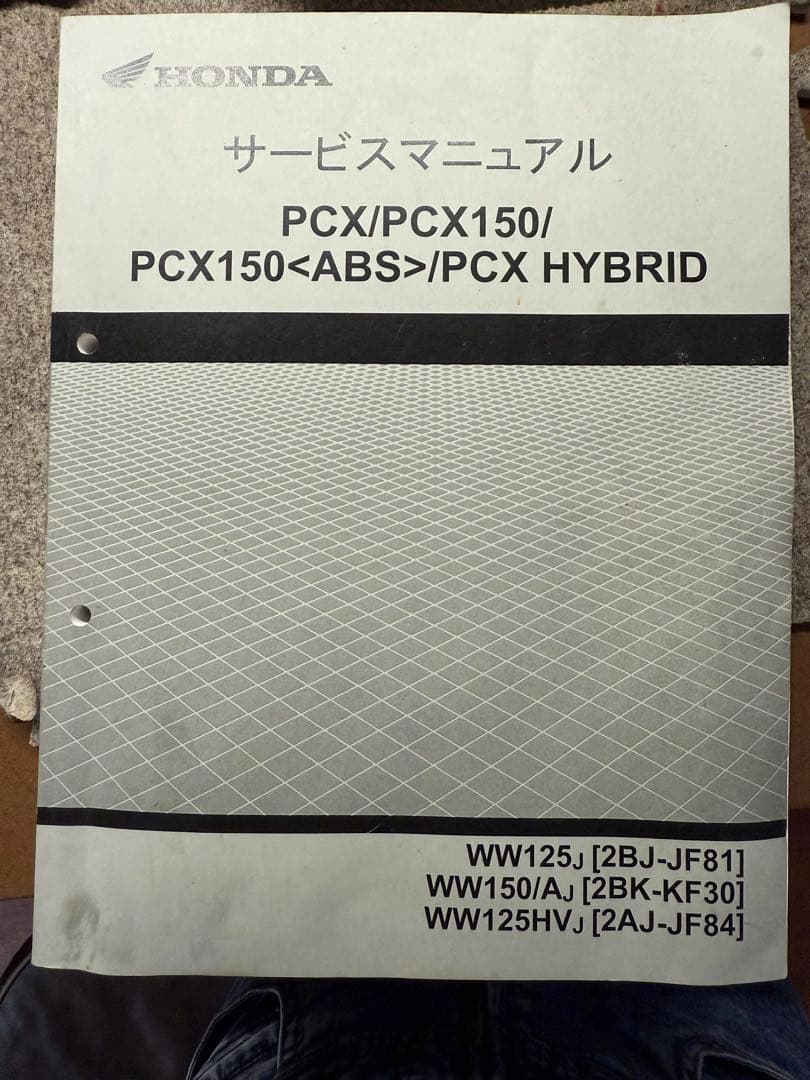 HONDA
サービスマニュアル
PCX/PCX150/
PCX150<ABS>/PCX HYBRID
WW125J [2BJ-JF81]
WW150/AJ [2BK-KF30]
WW125HVJ [2AJ-JF84]